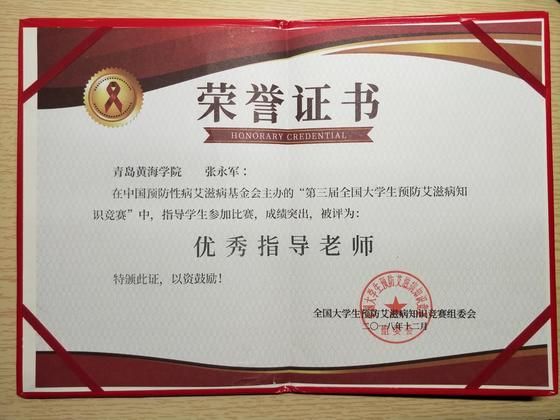 荣誉证书
HONORARY CREDENTIAL
青岛黄海学院 张永军：
在中国预防性病艾滋病基金会主办的“第三届全国大学生预防艾滋病知
识竞赛”中，指导学生参加比赛，成绩突出，被评为：
优秀指导老师
特颁此证，以资鼓励！
全国大学生预防艾滋病知识竞赛组委会
二〇一八年十二月
组委会